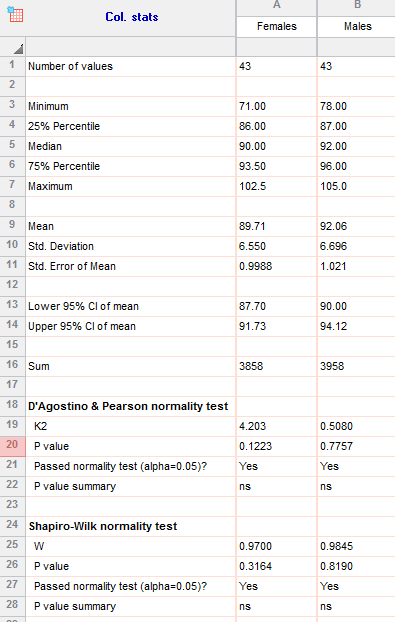 Col. stats A B
Females Males
1 Number of values 43 43
2
3 Minimum 71.00 78.00
4 25% Percentile 86.00 87.00
5 Median 90.00 92.00
6 75% Percentile 93.50 96.00
7 Maximum 102.5 105.0
8
9 Mean 89.71 92.06
10 Std. Deviation 6.550 6.696
11 Std. Error of Mean 0.9988 1.021
12
13 Lower 95% CI of mean 87.70 90.00
14 Upper 95% CI of mean 91.73 94.12
15
16 Sum 3858 3958
17
18 D'Agostino & Pearson normality test
19 K2 4.203 0.5080
20 P value 0.1223 0.7757
21 Passed normality test (alpha=0.05)? Yes Yes
22 P value summary ns ns
23
24 Shapiro-Wilk normality test
25 W 0.9700 0.9845
26 P value 0.3164 0.8190
27 Passed normality test (alpha=0.05)? Yes Yes
28 P value summary ns ns